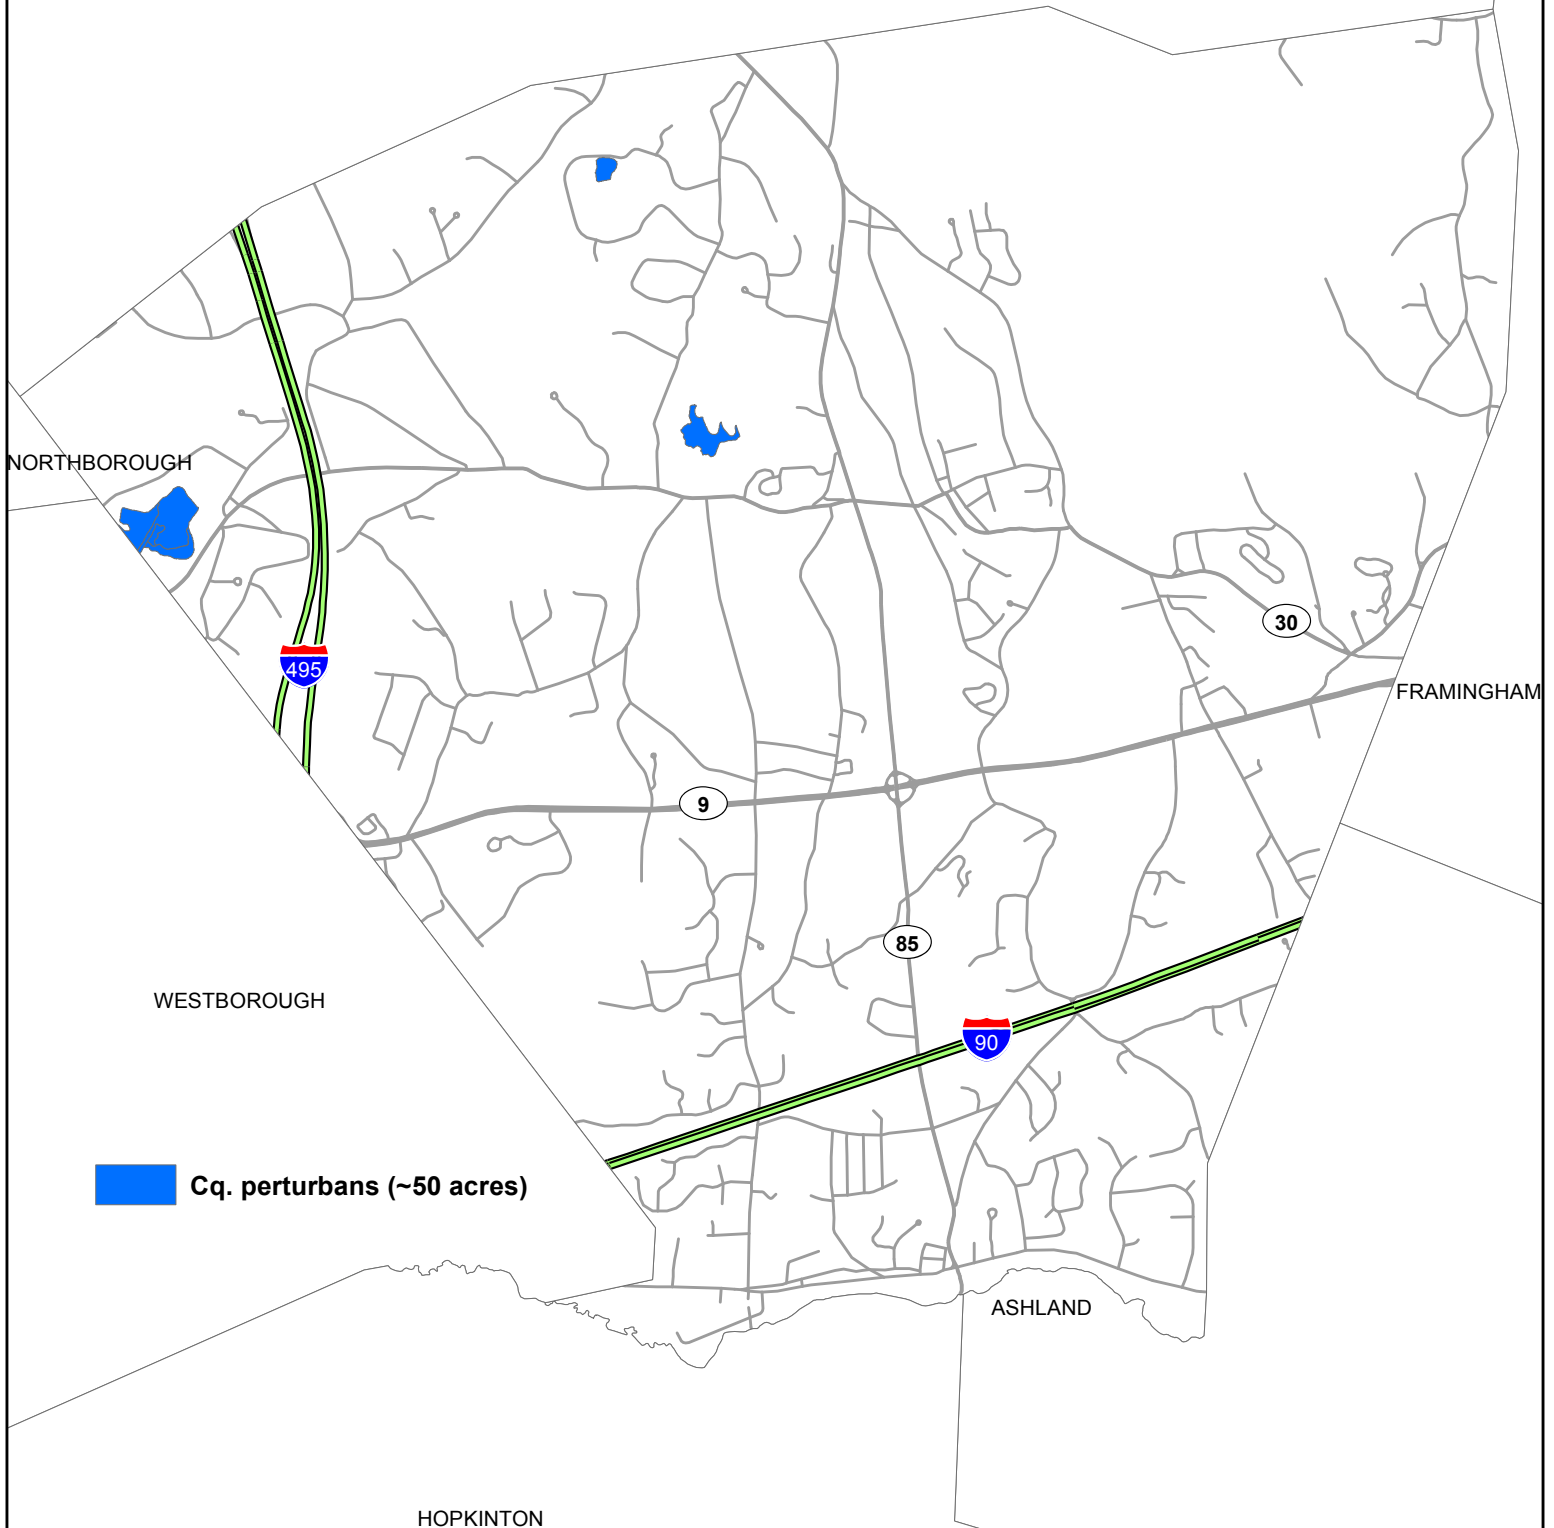 NORTHBOROUGH
30
495
FRAMINGHAM
9
85
WESTBOROUGH
90
Cq. perturbans (~50 acres)
ASHLAND
HOPKINTON